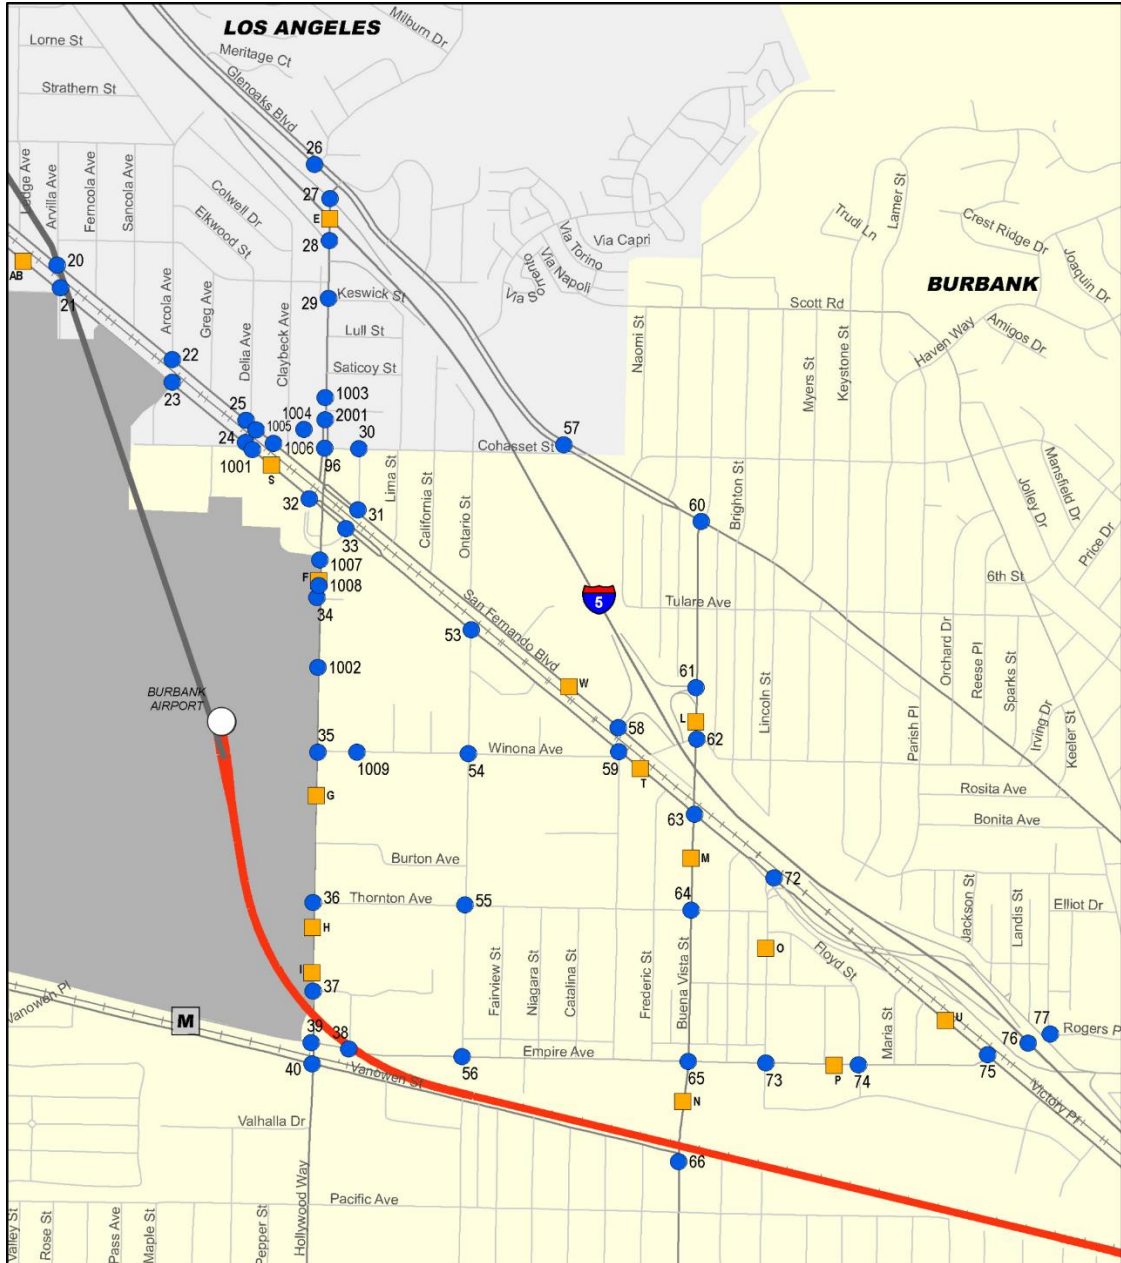 LOS ANGELES
Milburn Dr
Lorne St
Meritage Ct
Glenoaks Blvd
Strathern St
26
Ledge Ave
Arvilla Ave
Ferncola Ave
Sancola Ave
Colwell Dr
27
E
Elkwood St
28
Via Torino
Via Capri
Via Napoli
Via Sorrento
Trudi Ln
Lamer St
Crest Ridge Dr
Joaquin Dr
BURBANK
AB
20
21
29
Keswick St
Scott Rd
Arcola Ave
Greg Ave
Delia Ave
Claybeck Ave
Lull St
Naomi St
Myers St
Keystone St
Haven Way
Amigos Dr
22
23
Saticoy St
1003
25
1004
2001
30
57
24
1005
1006
96
Cohasset St
1001
S
Lima St
California St
Ontario St
Brighton St
Mansfield Dr
Jolley Dr
Price Dr
32
31
33
60
1007
F
1008
34
5
Tulare Ave
6th St
San Fernando Blvd
53
1002
W
61
Lincoln St
Parish Pl
Orchard Dr
Reese Pl
Sparks St
Irving Dr
Keeler St
BURBANK
AIRPORT
L
58
62
35
1009
Winona Ave
54
59
T
G
Rosita Ave
63
Bonita Ave
Burton Ave
M
72
36
Thornton Ave
55
64
Jackson St
Landis St
Elliot Dr
H
O
Floyd St
I
37
Fairview St
Niagara St
Catalina St
Frederic St
Buena Vista St
Maria St
Vanowen Pl
M
U
76
77
Rogers P
39
38
40
Vanowen St
Empire Ave
56
65
73
P
74
75
Victory Pl
N
Valhalla Dr
66
Hollywood Way
Pacific Ave
Valley St
Rose St
Pass Ave
Maple St
Pepper St